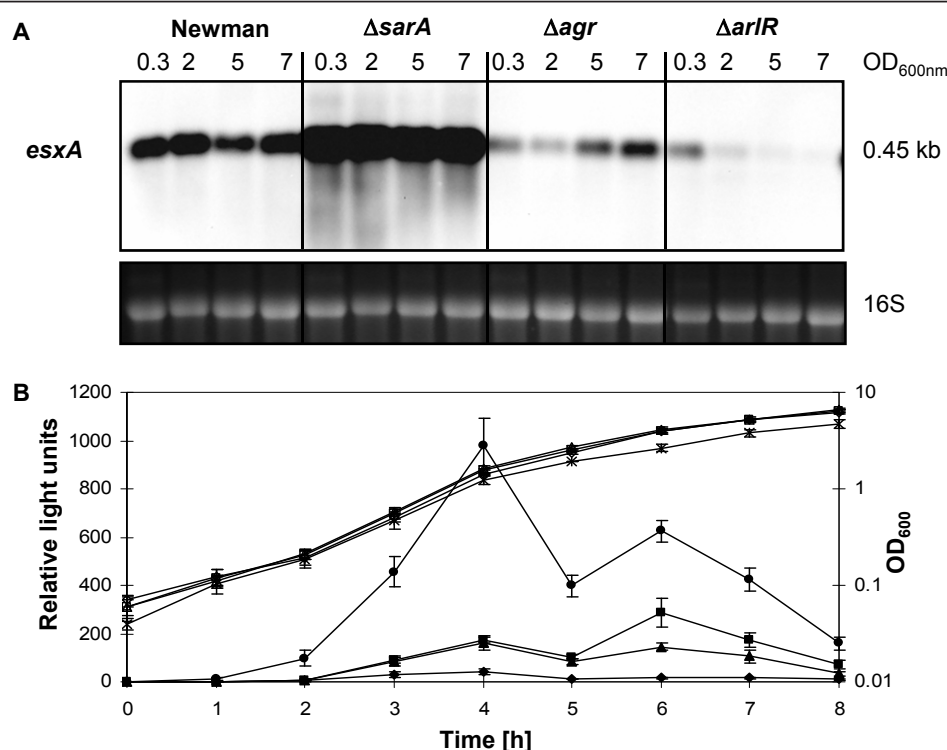 A
Newman ΔsarA Δagr ΔarlR
0.3 2 5 7 0.3 2 5 7 0.3 2 5 7 0.3 2 5 7 OD600nm
esxA 0.45 kb
16S
B
1200 10
1000
800 1
600
400 0.1
200
0 0.01
Relative light units
OD600
0 1 2 3 4 5 6 7 8
Time [h]